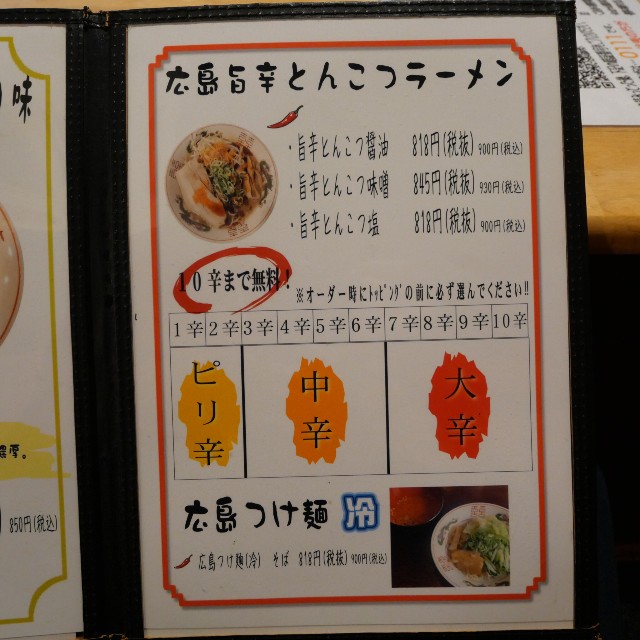 味
濃厚。
850円(税込)
広島旨辛とんこつラーメン
・旨辛とんこつ醤油 818円(税抜) 900円(税込)
・旨辛とんこつ味噌 845円(税抜) 930円(税込)
・旨辛とんこつ塩 818円(税抜) 900円(税込)
10辛まで無料! ※オーダー時にﾄｯﾋﾟﾝｸﾞの前に必ず選んでください!!
1辛 2辛 3辛 4辛 5辛 6辛 7辛 8辛 9辛 10辛
ピリ辛 中辛 大辛
広島つけ麺 冷
広島つけ麺(冷) そば 818円(税抜) 900円(税込)